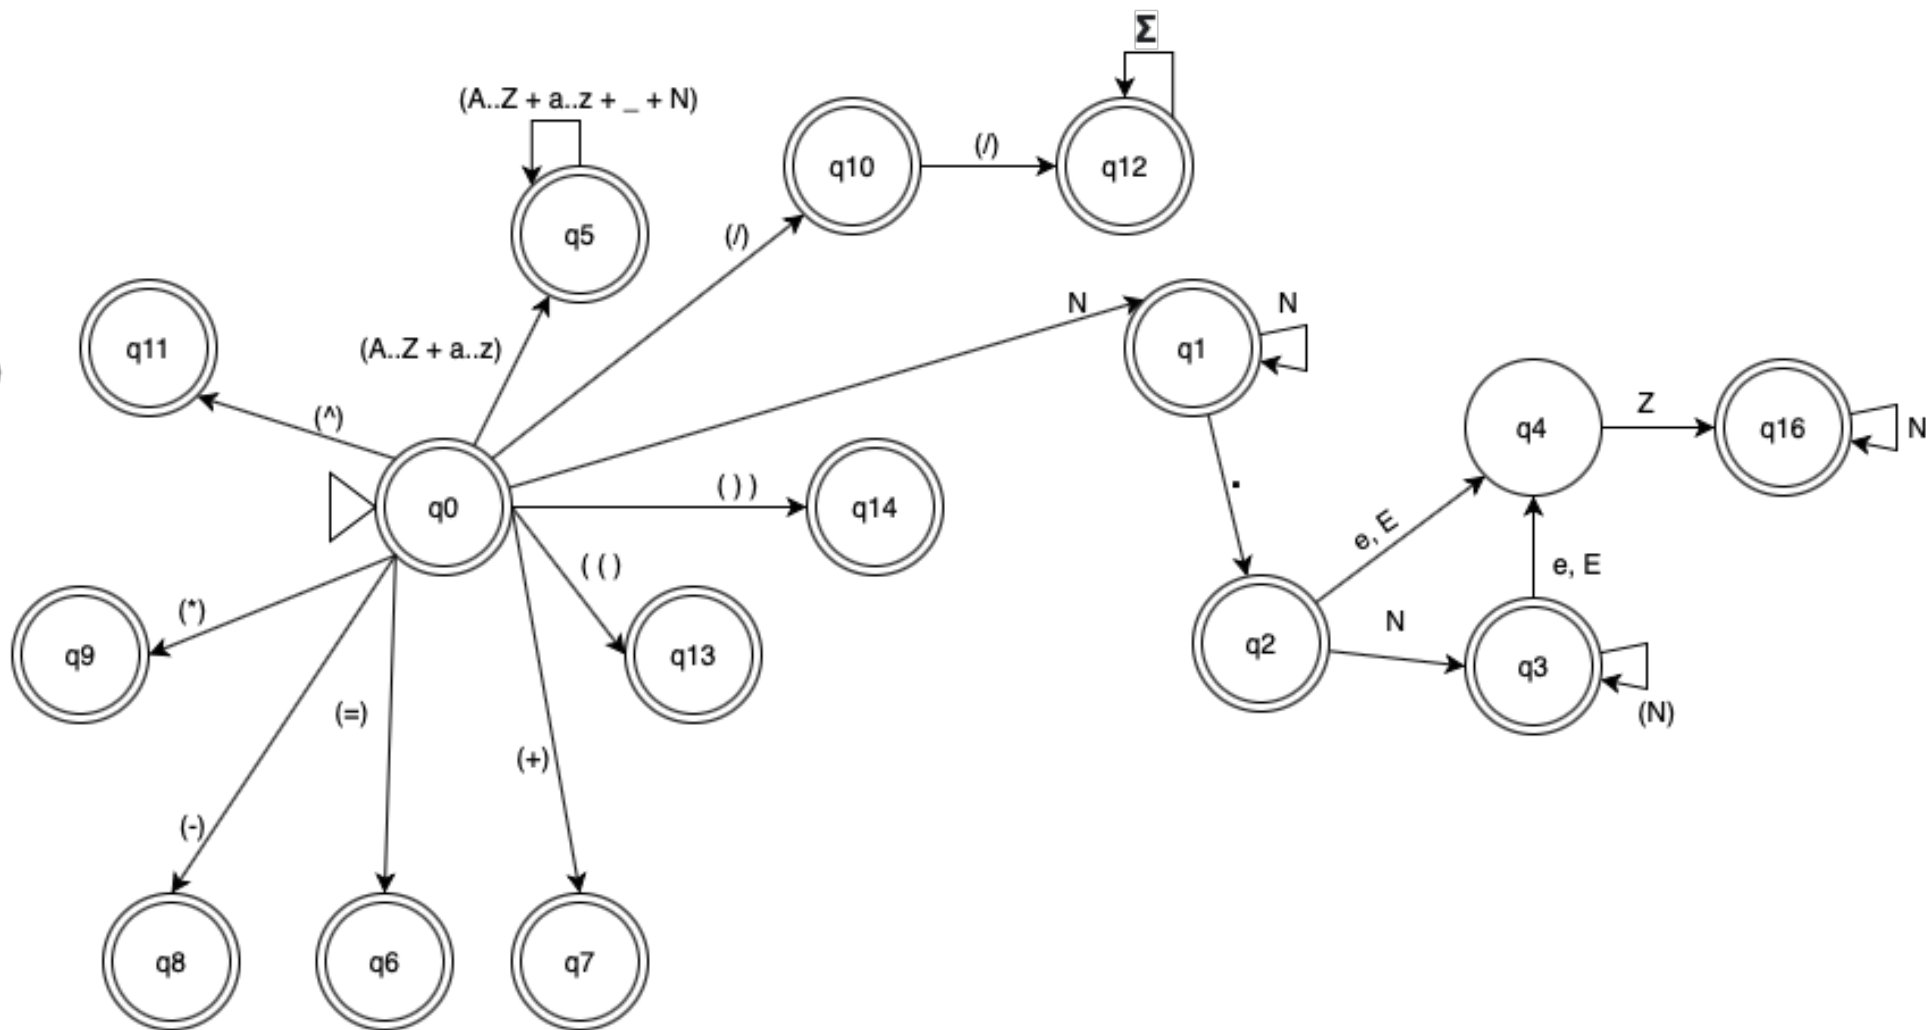 Σ
(A..Z + a..z + _ + N)
q10
(/)
q12
q5
(/)
N
q1
N
q11
(A..Z + a..z)
(^)
q4
Z
q16
N
.
q0
( ) )
q14
e, E
( ( )
e, E
(*)
N
q9
q13
q2
q3
(=)
(N)
(+)
(-)
q8
q6
q7